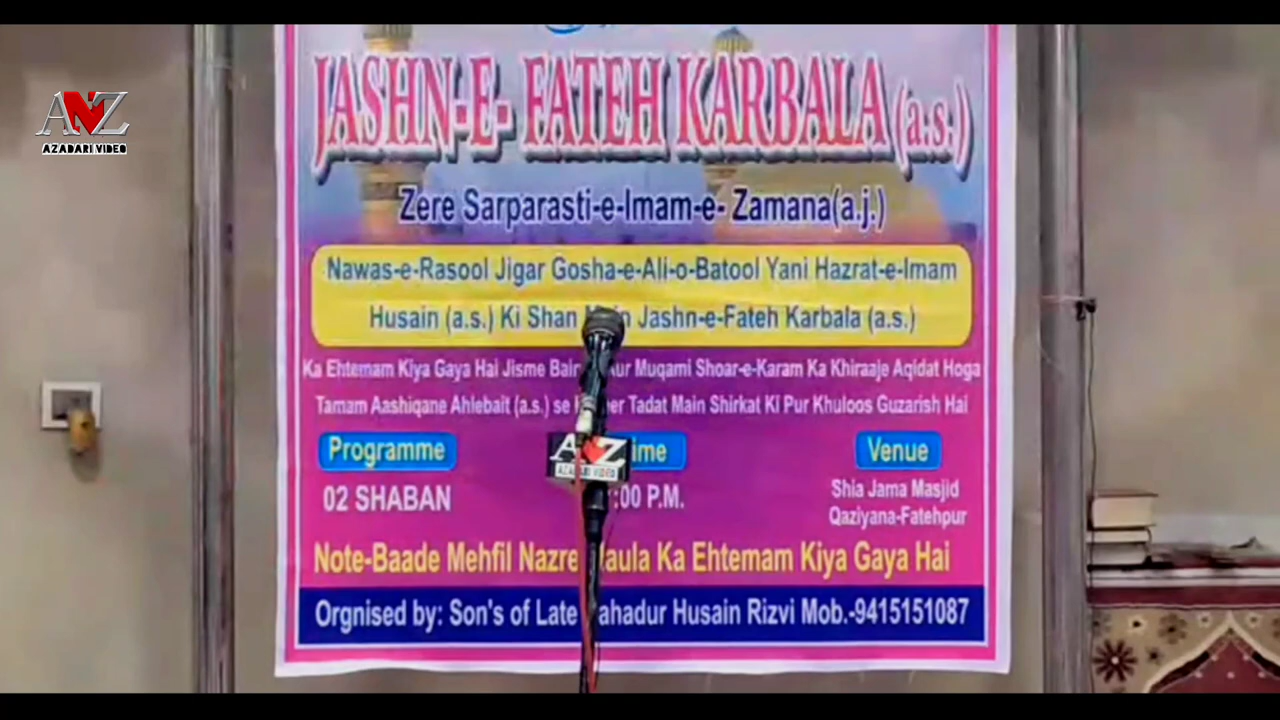 ANZ
AZADARI VIDEO
JASHN-E- FATEH KARBALA (a.s.)
Zere Sarparasti-e-Imam-e- Zamana(a.j.)
Nawas-e-Rasool Jigar Gosha-e-Ali-o-Batool Yani Hazrat-e-Imam
Husain (a.s.) Ki Shan Jashn-e-Fateh Karbala (a.s.)
Ka Ehtemam Kiya Gaya Hai Jisme Muqami Shoar-e-Karam Ka Khiraaje Aqidat Hoga
Tamam Aashiqane Ahlebait (a.s.) se Tadat Main Shirkat Ki Pur Khuloos Guzarish Hai
Programme
Venue
02 SHABAN
:00 P.M.
Shia Jama Masjid
Qaziyana-Fatehpur
ANZ
AZADARI VIDEO
Note-Baade Mehfil Nazre Ka Ehtemam Kiya Gaya Hai
Orgnised by: Son's of Late Husain Rizvi Mob.-9415151087